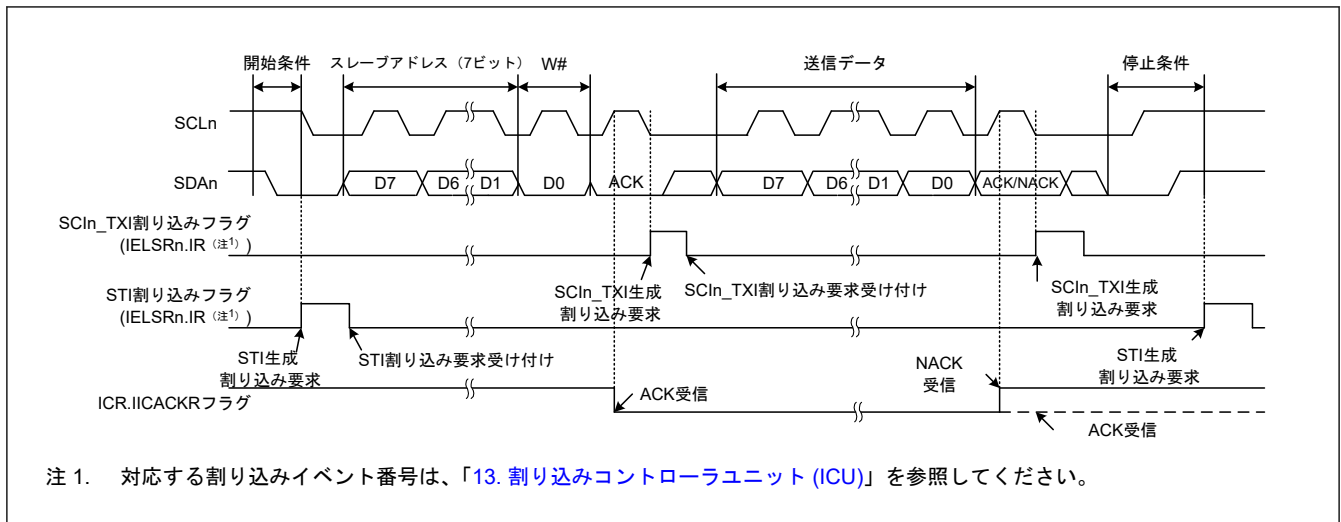 開始条件 スレーブアドレス（7ビット） W# 送信データ 停止条件
SCLn
SDAn D7 D6 D1 D0 ACK D7 D6 D1 D0 ACK/NACK
SCIn_TXI割り込みフラグ
(IELSRn.IR（注1）)
SCIn_TXI生成
割り込み要求
SCIn_TXI割り込み要求受け付け
SCIn_TXI生成
割り込み要求
STI割り込みフラグ
(IELSRn.IR（注1）)
STI生成
割り込み要求
STI割り込み要求受け付け
STI生成
割り込み要求
ICR.IICACKRフラグ
ACK受信
NACK
受信
ACK受信
注 1. 対応する割り込みイベント番号は、「13. 割り込みコントローラユニット (ICU)」を参照してください。